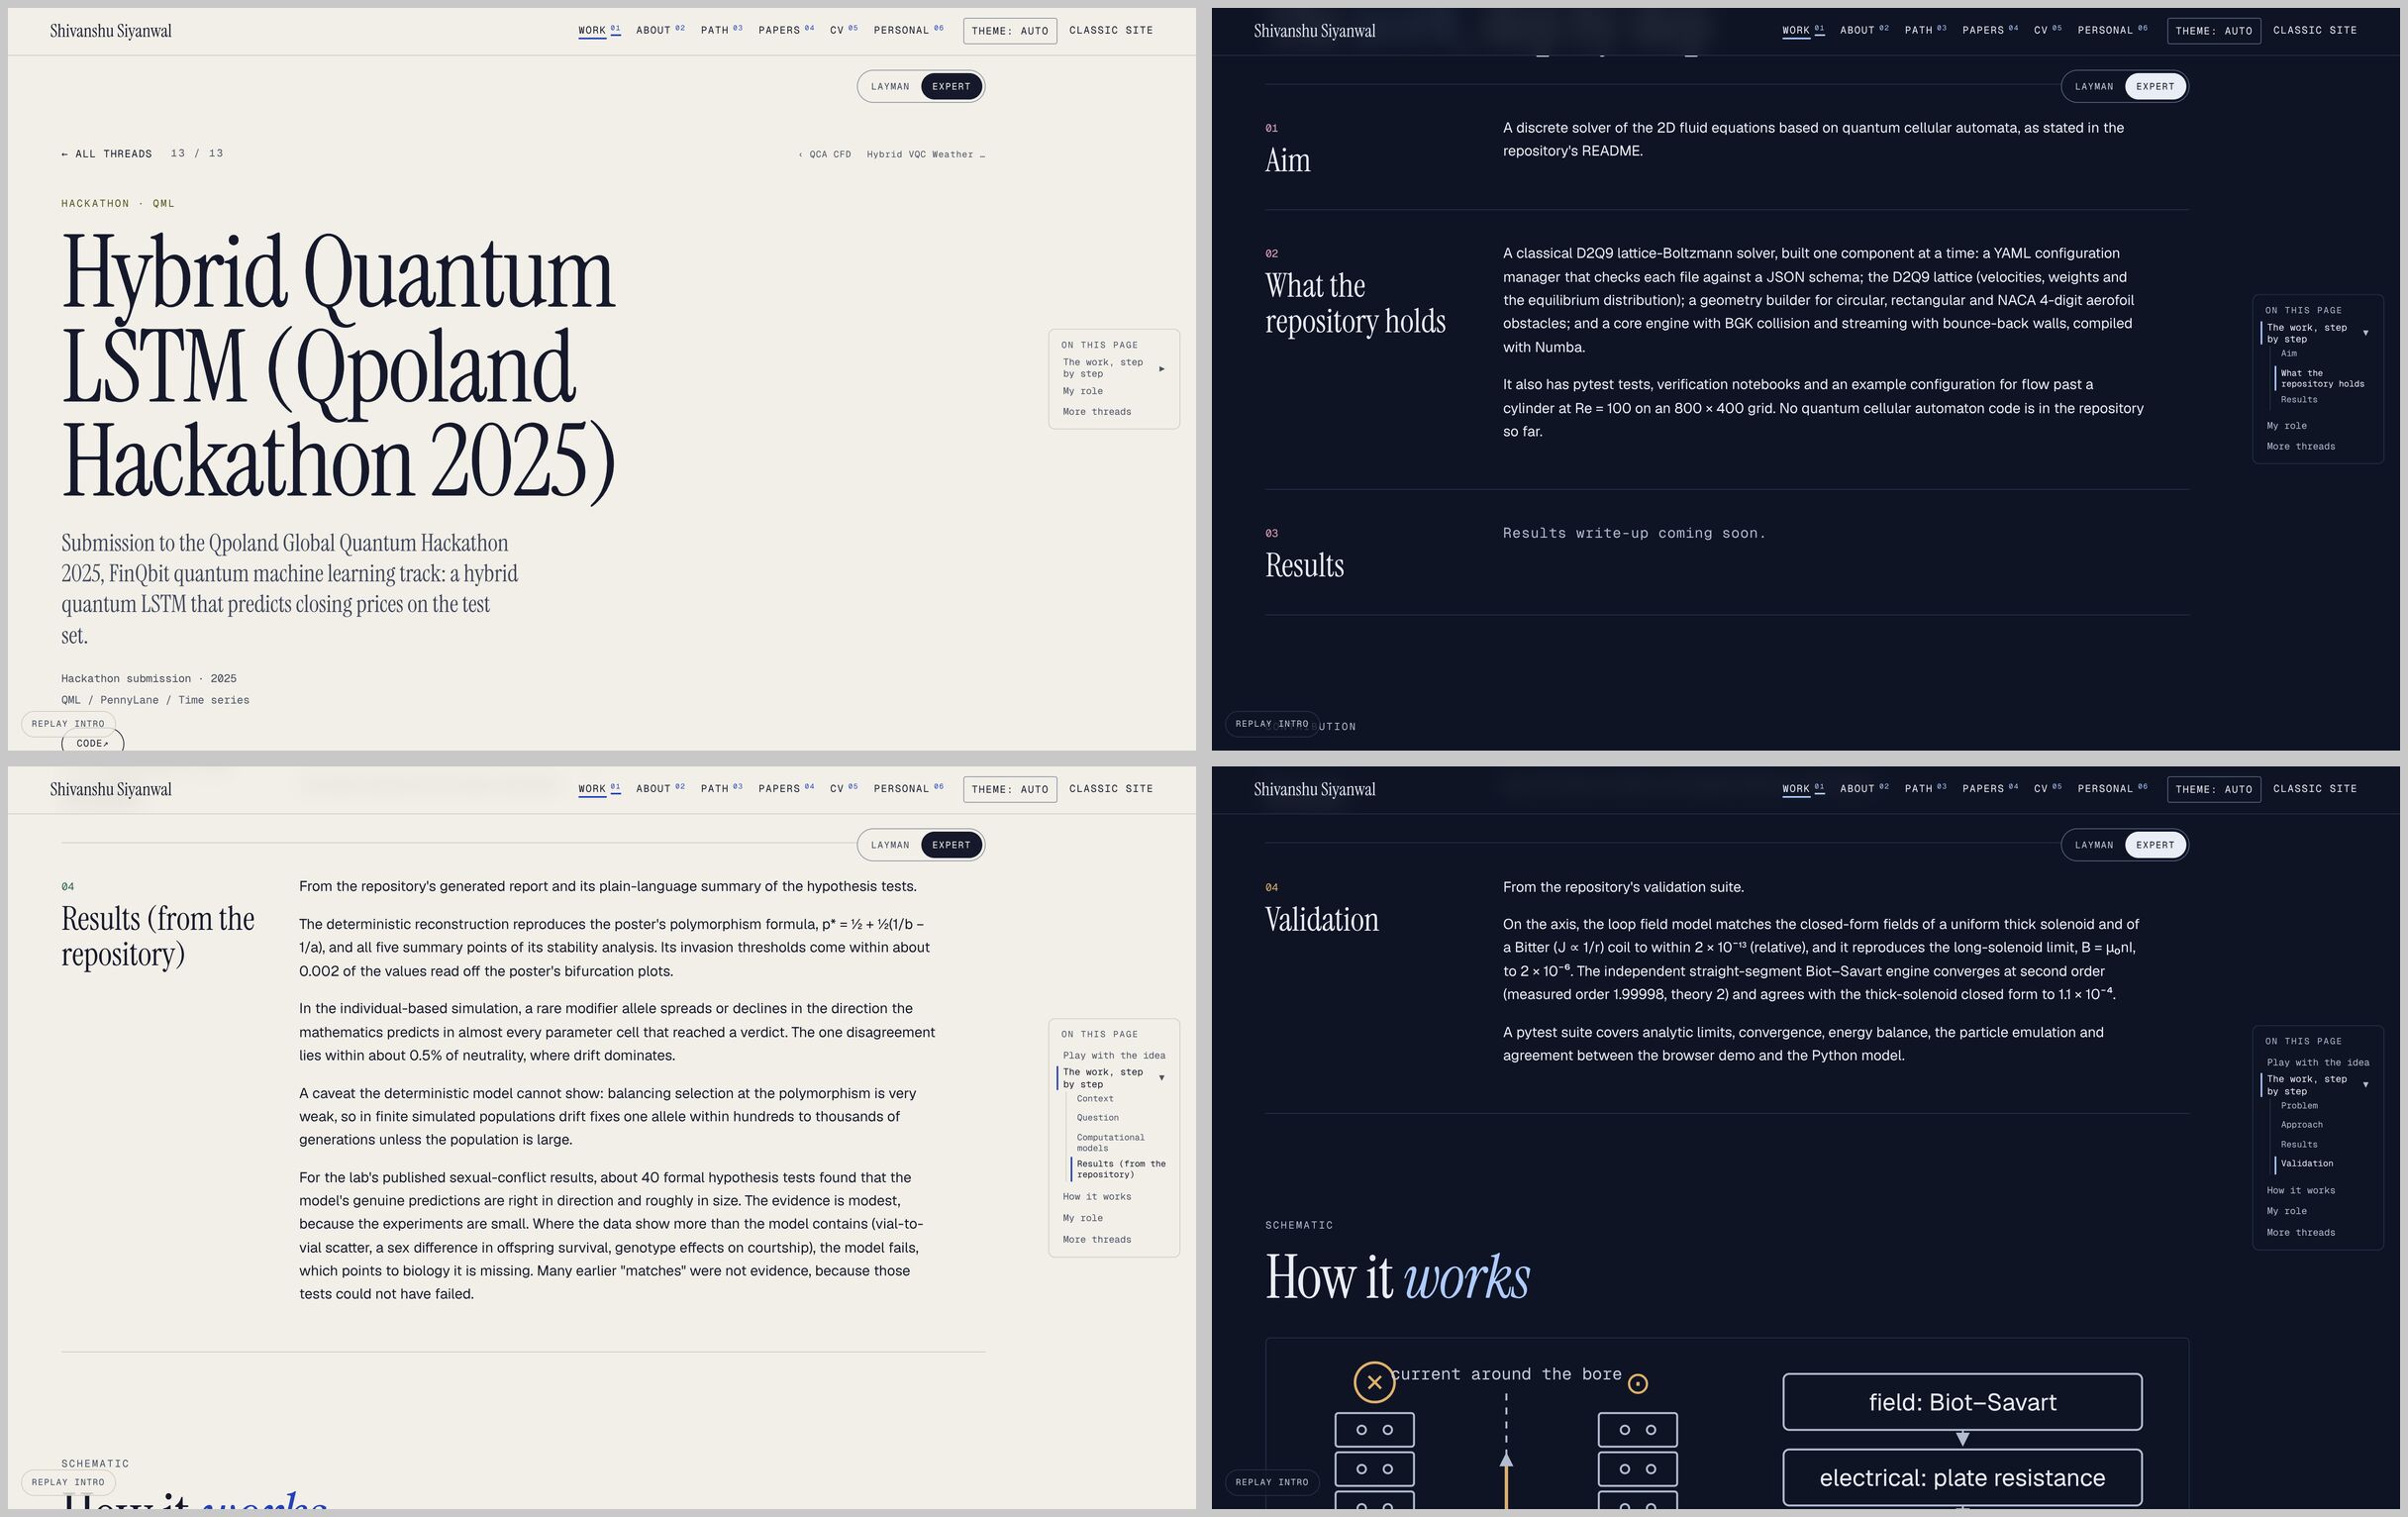 Shivanshu Siyanwal
WORK 01 ABOUT 02 PATH 03 PAPERS 04 CV 05 PERSONAL 06 THEME: AUTO CLASSIC SITE
LAYMAN EXPERT
← ALL THREADS 13 / 13
‹ QCA CFD Hybrid VQC Weather …
HACKATHON · QML
Hybrid Quantum
LSTM (Qpoland
Hackathon 2025)
Submission to the Qpoland Global Quantum Hackathon
2025, FinQbit quantum machine learning track: a hybrid
quantum LSTM that predicts closing prices on the test
set.
Hackathon submission · 2025
QML / PennyLane / Time series
REPLAY INTRO
CODE↗
ON THIS PAGE
The work, step
by step ▶
My role
More threads
Shivanshu Siyanwal
WORK 01 ABOUT 02 PATH 03 PAPERS 04 CV 05 PERSONAL 06 THEME: AUTO CLASSIC SITE
LAYMAN EXPERT
01
Aim
A discrete solver of the 2D fluid equations based on quantum cellular automata, as stated in the
repository's README.
02
What the
repository holds
A classical D2Q9 lattice-Boltzmann solver, built one component at a time: a YAML configuration
manager that checks each file against a JSON schema; the D2Q9 lattice (velocities, weights and
the equilibrium distribution); a geometry builder for circular, rectangular and NACA 4-digit aerofoil
obstacles; and a core engine with BGK collision and streaming with bounce-back walls, compiled
with Numba.
It also has pytest tests, verification notebooks and an example configuration for flow past a
cylinder at Re = 100 on an 800 × 400 grid. No quantum cellular automaton code is in the repository
so far.
03
Results
Results write-up coming soon.
REPLAY INTRO
UTION
ON THIS PAGE
The work, step
by step ▼
Aim
What the
repository holds
Results
My role
More threads
Shivanshu Siyanwal
WORK 01 ABOUT 02 PATH 03 PAPERS 04 CV 05 PERSONAL 06 THEME: AUTO CLASSIC SITE
LAYMAN EXPERT
04
Results (from the
repository)
From the repository's generated report and its plain-language summary of the hypothesis tests.
The deterministic reconstruction reproduces the poster's polymorphism formula, p* = ½ + ½(1/b −
1/a), and all five summary points of its stability analysis. Its invasion thresholds come within about
0.002 of the values read off the poster's bifurcation plots.
In the individual-based simulation, a rare modifier allele spreads or declines in the direction the
mathematics predicts in almost every parameter cell that reached a verdict. The one disagreement
lies within about 0.5% of neutrality, where drift dominates.
A caveat the deterministic model cannot show: balancing selection at the polymorphism is very
weak, so in finite simulated populations drift fixes one allele within hundreds to thousands of
generations unless the population is large.
For the lab's published sexual-conflict results, about 40 formal hypothesis tests found that the
model's genuine predictions are right in direction and roughly in size. The evidence is modest,
because the experiments are small. Where the data show more than the model contains (vial-to-
vial scatter, a sex difference in offspring survival, genotype effects on courtship), the model fails,
which points to biology it is missing. Many earlier "matches" were not evidence, because those
tests could not have failed.
SCHEMATIC
REPLAY INTRO
How it works
ON THIS PAGE
Play with the idea
The work, step
by step ▼
Context
Question
Computational
models
Results (from the
repository)
How it works
My role
More threads
Shivanshu Siyanwal
WORK 01 ABOUT 02 PATH 03 PAPERS 04 CV 05 PERSONAL 06 THEME: AUTO CLASSIC SITE
LAYMAN EXPERT
04
Validation
From the repository's validation suite.
On the axis, the loop field model matches the closed-form fields of a uniform thick solenoid and of
a Bitter (J ∝ 1/r) coil to within 2 × 10⁻¹³ (relative), and it reproduces the long-solenoid limit, B = μ₀nI,
to 2 × 10⁻⁶. The independent straight-segment Biot–Savart engine converges at second order
(measured order 1.99998, theory 2) and agrees with the thick-solenoid closed form to 1.1 × 10⁻⁴.
A pytest suite covers analytic limits, convergence, energy balance, the particle emulation and
agreement between the browser demo and the Python model.
SCHEMATIC
How it works
current around the bore
field: Biot–Savart
electrical: plate resistance
REPLAY INTRO
ON THIS PAGE
Play with the idea
The work, step
by step ▼
Problem
Approach
Results
Validation
How it works
My role
More threads